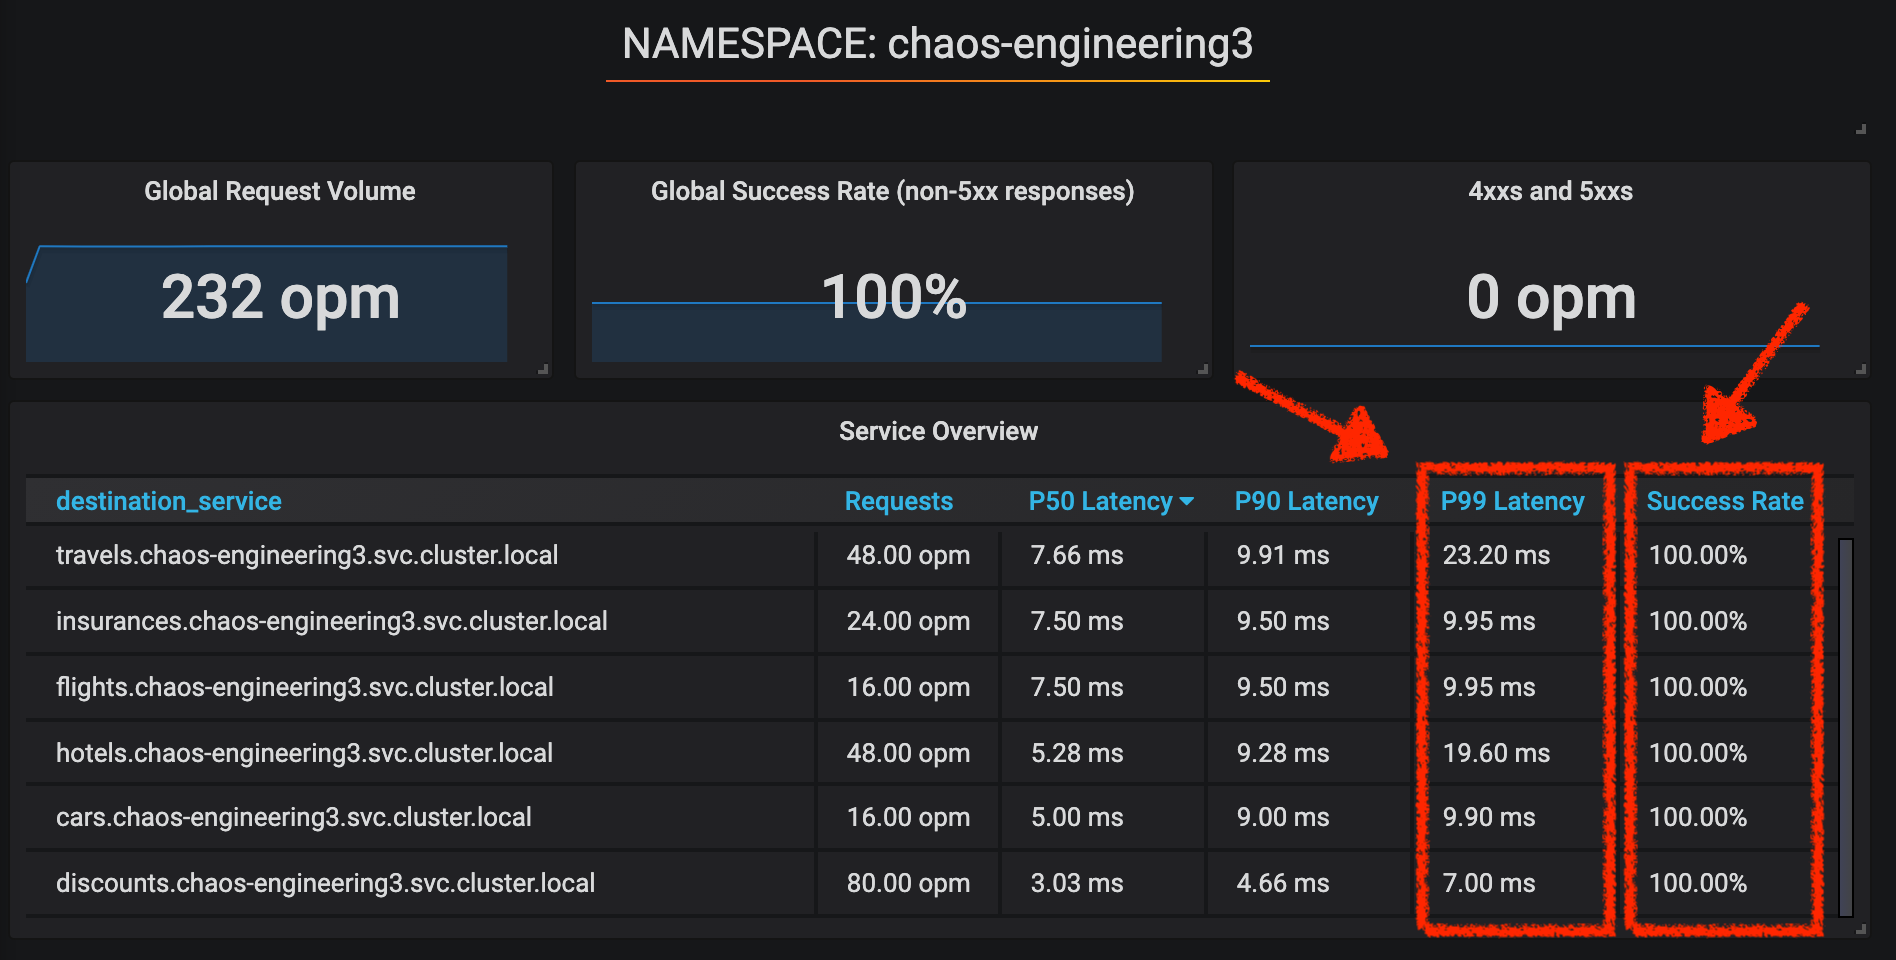 NAMESPACE: chaos-engineering3
Global Request Volume
232 opm
Global Success Rate (non-5xx responses)
100%
4xxs and 5xxs
0 opm
Service Overview
destination_service Requests P50 Latency P90 Latency P99 Latency Success Rate
travels.chaos-engineering3.svc.cluster.local 48.00 opm 7.66 ms 9.91 ms 23.20 ms 100.00%
insurances.chaos-engineering3.svc.cluster.local 24.00 opm 7.50 ms 9.50 ms 9.95 ms 100.00%
flights.chaos-engineering3.svc.cluster.local 16.00 opm 7.50 ms 9.50 ms 9.95 ms 100.00%
hotels.chaos-engineering3.svc.cluster.local 48.00 opm 5.28 ms 9.28 ms 19.60 ms 100.00%
cars.chaos-engineering3.svc.cluster.local 16.00 opm 5.00 ms 9.00 ms 9.90 ms 100.00%
discounts.chaos-engineering3.svc.cluster.local 80.00 opm 3.03 ms 4.66 ms 7.00 ms 100.00%